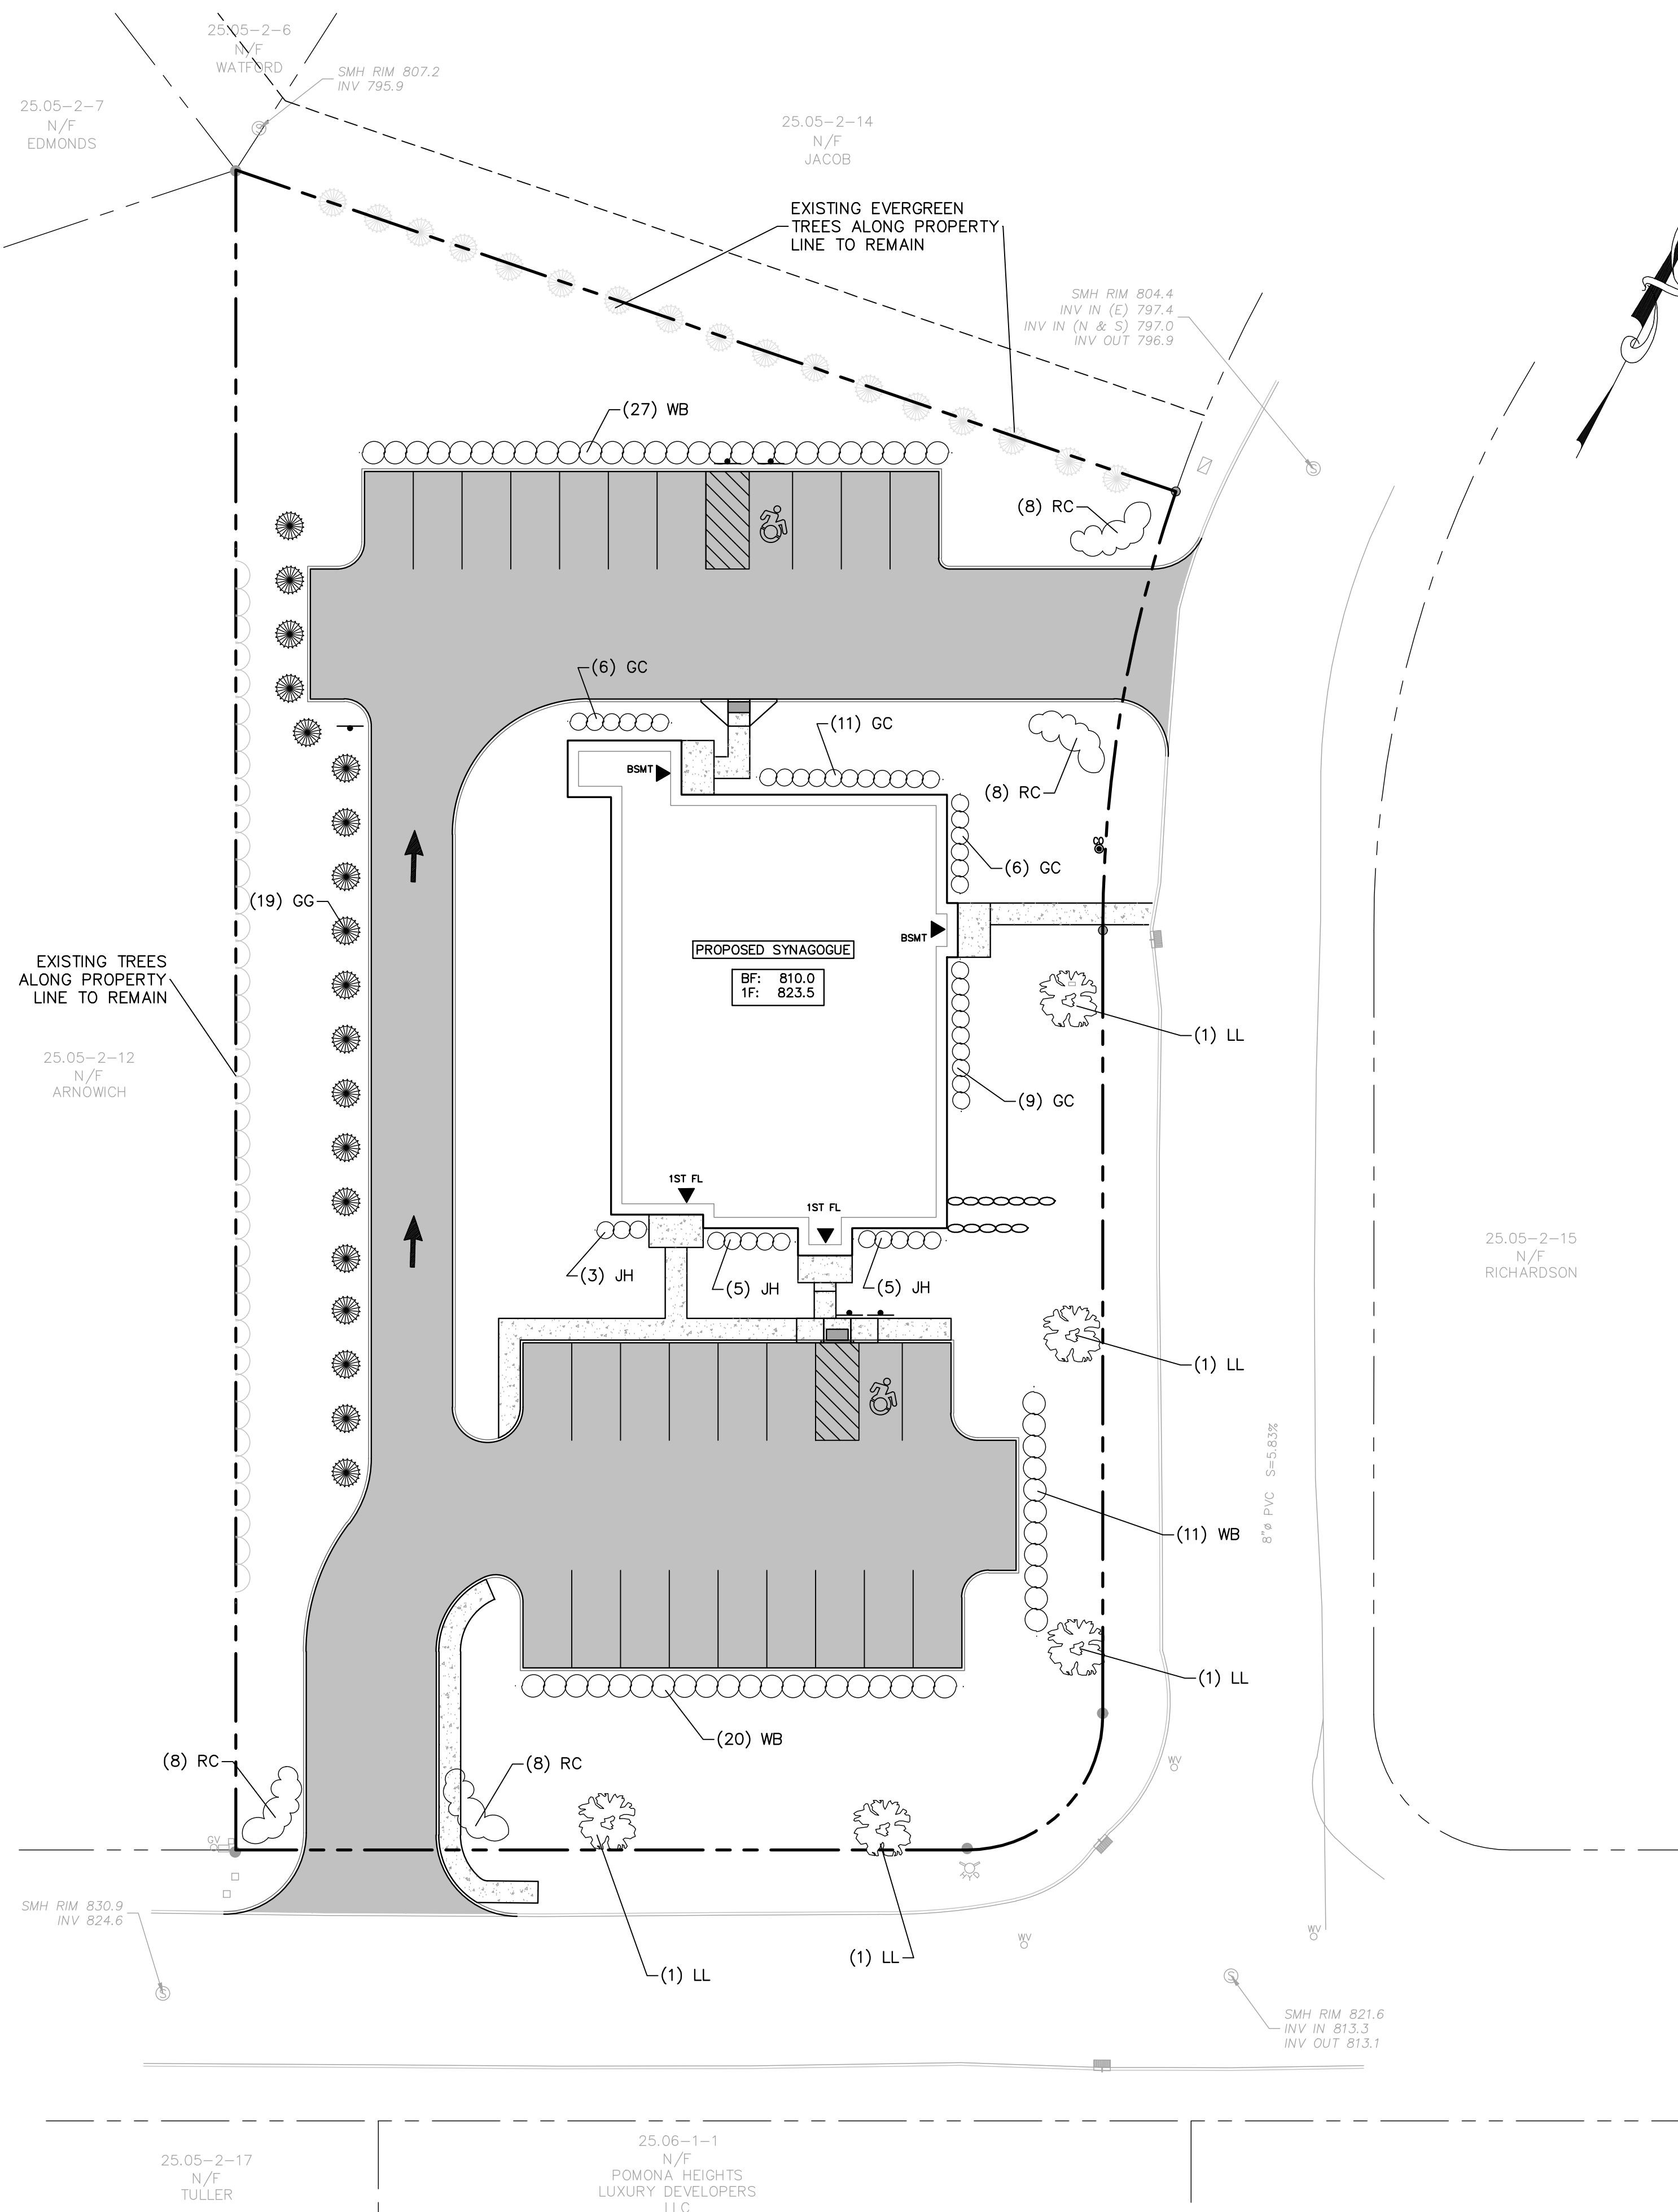 25.05-2-6
N/F
WATFORD
SMH RIM 807.2
INV 795.9
25.05-2-7
N/F
EDMONDS
25.05-2-14
N/F
JACOB
EXISTING EVERGREEN
TREES ALONG PROPERTY
LINE TO REMAIN
SMH RIM 804.4
INV IN (E) 797.4
INV IN (N & S) 797.0
INV OUT 796.9
S
S
(27) WB
(8) RC
(6) GC
(11) GC
BSMT
(8) RC
(6) GC
(19) GG
BSMT
PROPOSED SYNAGOGUE
BF: 810.0
1F: 823.5
EXISTING TREES
ALONG PROPERTY
LINE TO REMAIN
(1) LL
25.05-2-12
N/F
ARNOWICH
(9) GC
1ST FL
1ST FL
25.05-2-15
N/F
RICHARDSON
(3) JH
(5) JH
(5) JH
(1) LL
8"ø PVC S=5.83%
(11) WB
(1) LL
(20) WB
(8) RC
(8) RC
WV
GV
SMH RIM 830.9
INV 824.6
WV
WV
(1) LL
(1) LL
S
S
SMH RIM 821.6
INV IN 813.3
INV OUT 813.1
25.05-2-17
N/F
TULLER
25.06-1-1
N/F
POMONA HEIGHTS
LUXURY DEVELOPERS
LLC